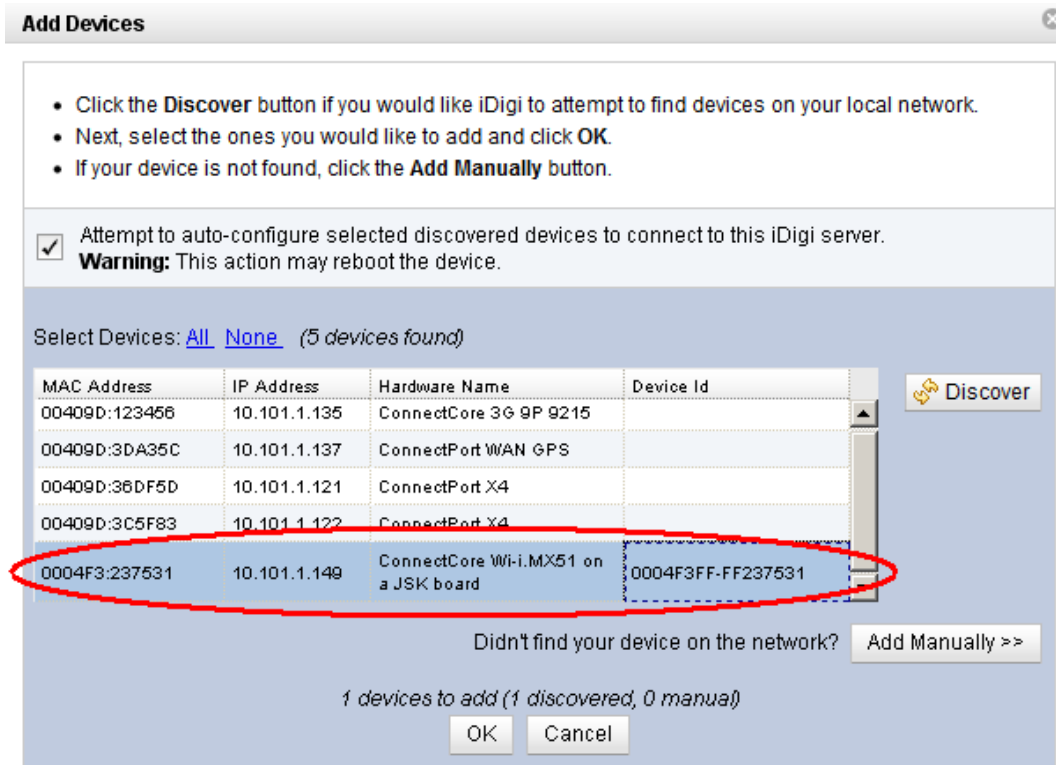 Add Devices
• Click the Discover button if you would like iDigi to attempt to find devices on your local network.
• Next, select the ones you would like to add and click OK.
• If your device is not found, click the Add Manually button.
Attempt to auto-configure selected discovered devices to connect to this iDigi server.
Warning: This action may reboot the device.
Select Devices: All None (5 devices found)
MAC Address IP Address Hardware Name Device Id
Discover
00409D:123456 10.101.1.135 ConnectCore 3G 9P 9215
00409D:3DA35C 10.101.1.137 ConnectPort WAN GPS
00409D:36DF5D 10.101.1.121 ConnectPort X4
00409D:3C5F83 10.101.1.122 ConnectPort X4
0004F3:237531 10.101.1.149 ConnectCore Wi-i.MX51 on
a JSK board 0004F3FF-FF237531
Didn't find your device on the network? Add Manually >>
1 devices to add (1 discovered, 0 manual)
OK Cancel